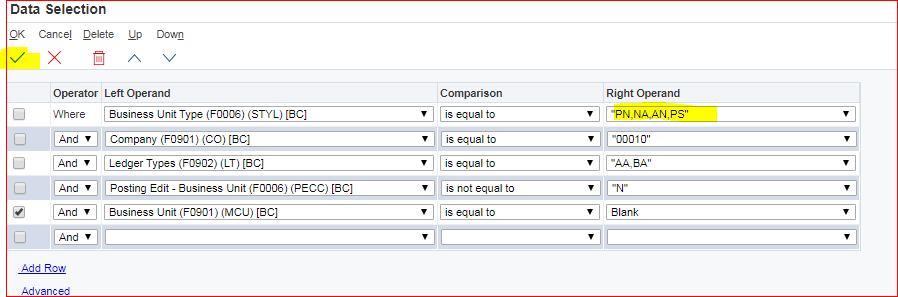 Data Selection
OK Cancel Delete Up Down
Operator Left Operand Comparison Right Operand
Where Business Unit Type (F0006) (STYL) [BC] is equal to "PN,NA,AN,PS"
And Company (F0901) (CO) [BC] is equal to "00010"
And Ledger Types (F0902) (LT) [BC] is equal to "AA,BA"
And Posting Edit - Business Unit (F0006) (PECC) [BC] is not equal to "N"
And Business Unit (F0901) (MCU) [BC] is equal to Blank
And
Add Row
Advanced